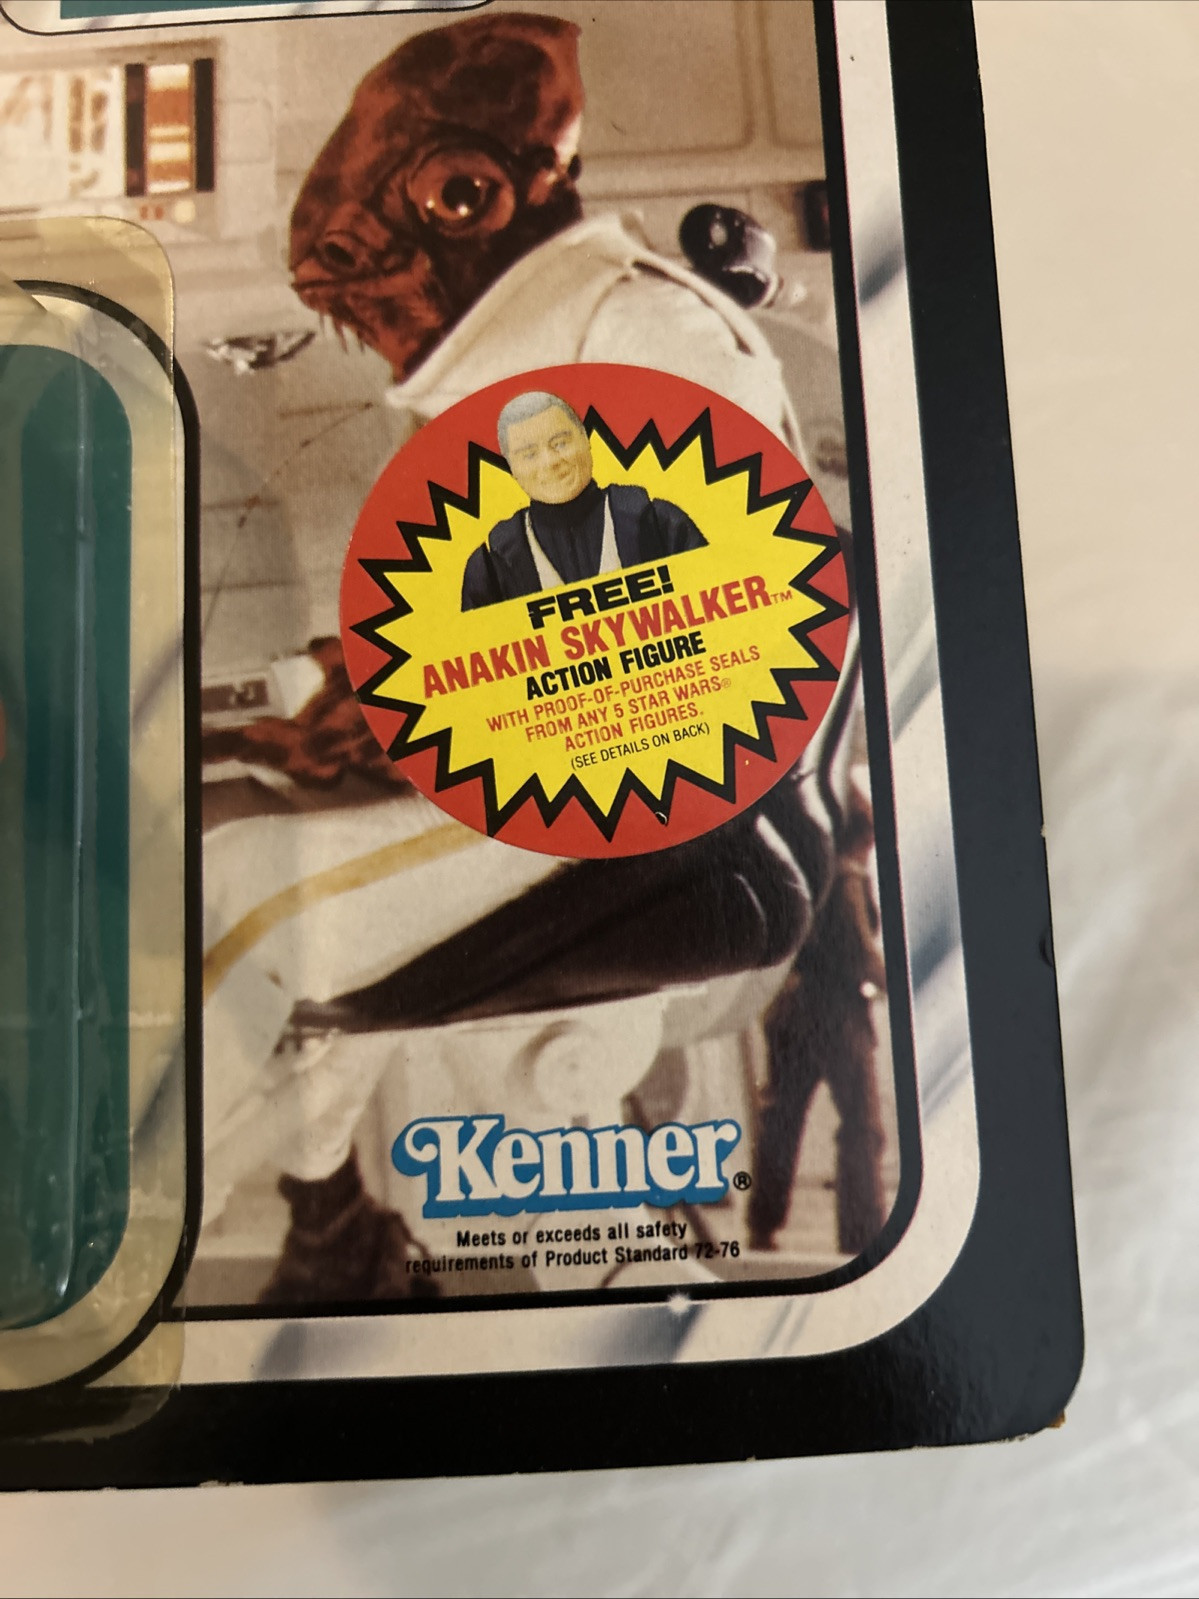 FREE!
ANAKIN SKYWALKER™
ACTION FIGURE
WITH PROOF-OF-PURCHASE SEALS
FROM ANY 5 STAR WARS®
ACTION FIGURES.
(SEE DETAILS ON BACK)
Kenner®
Meets or exceeds all safety
requirements of Product Standard 72-76